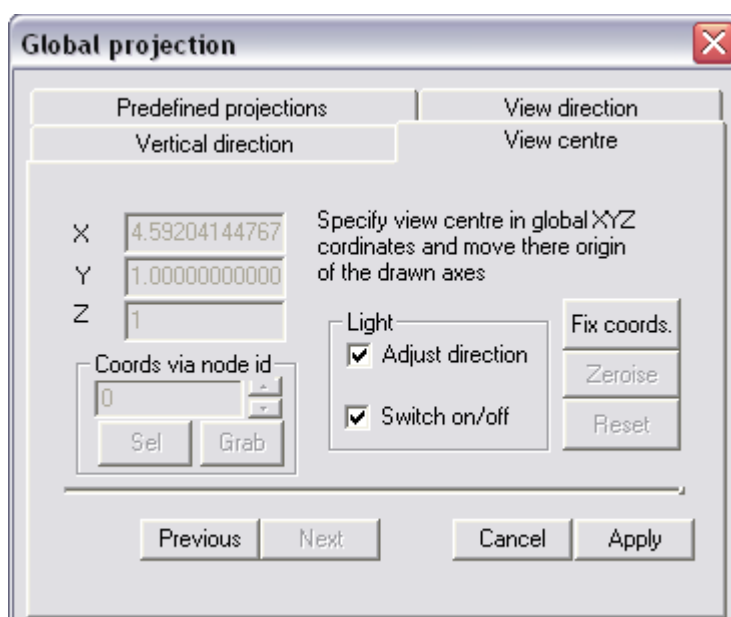 Global projection
Predefined projections
View direction
Vertical direction
View centre
X
4.59204144767
Y
1.00000000000
Z
1
Specify view centre in global XYZ
cordinates and move there origin
of the drawn axes
Coords via node id
0
Sel
Grab
Light
Adjust direction
Switch on/off
Fix coords.
Zeroise
Reset
Previous
Next
Cancel
Apply